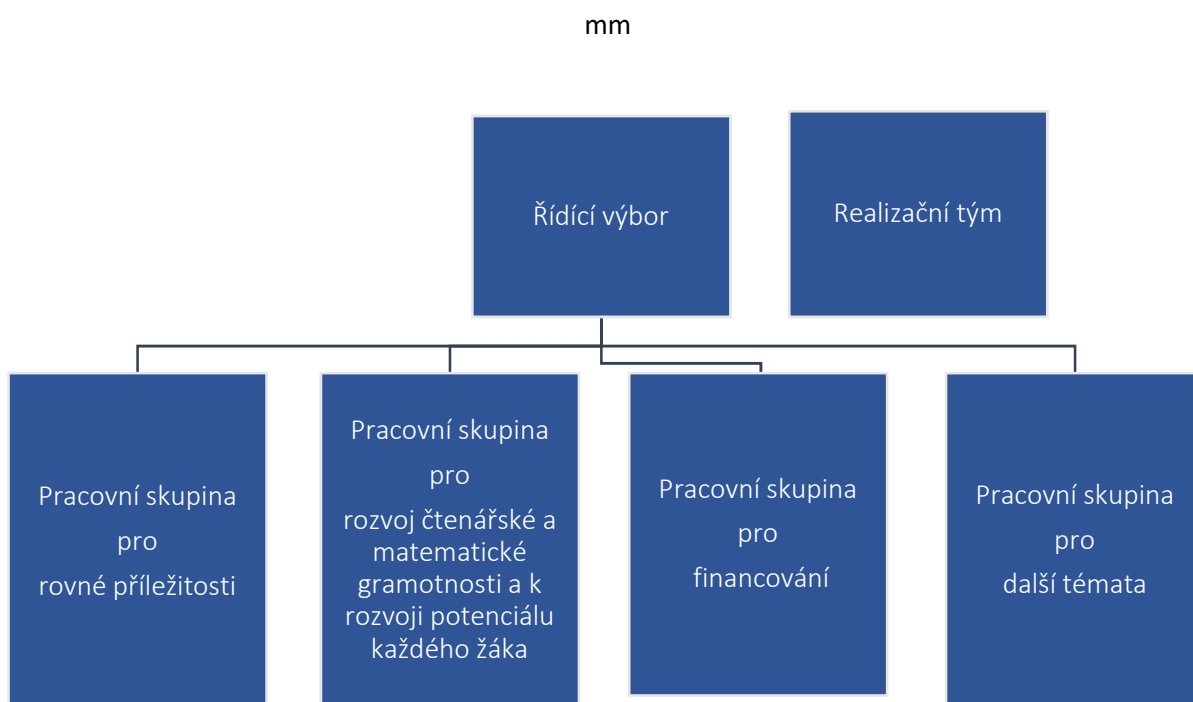 mm
Řídící výbor
Realizační tým
Pracovní skupina
pro
rovné příležitosti
Pracovní skupina
pro
rozvoj čtenářské a
matematické
gramotnosti a k
rozvoji potenciálu
každého žáka
Pracovní skupina
pro
financování
Pracovní skupina
pro
další témata